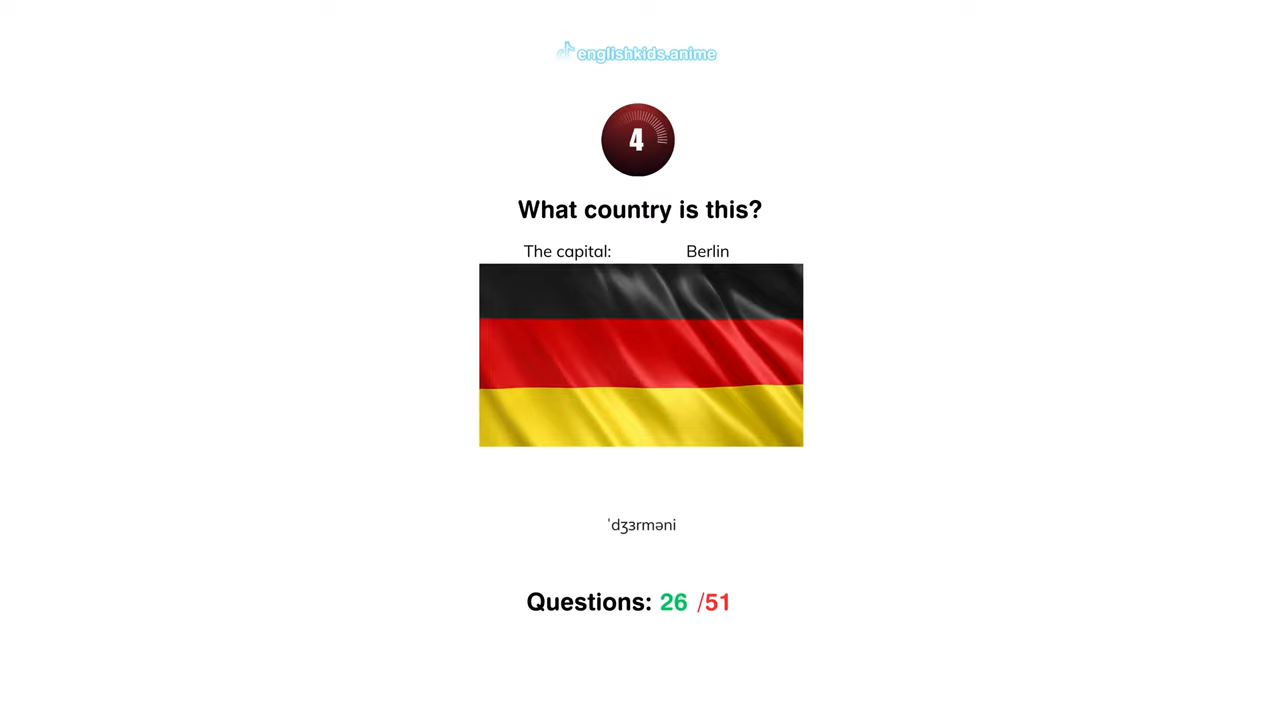 englishkids.anime
4
What country is this?
The capital: Berlin
ˈdʒɜrməni
Questions: 26 /51